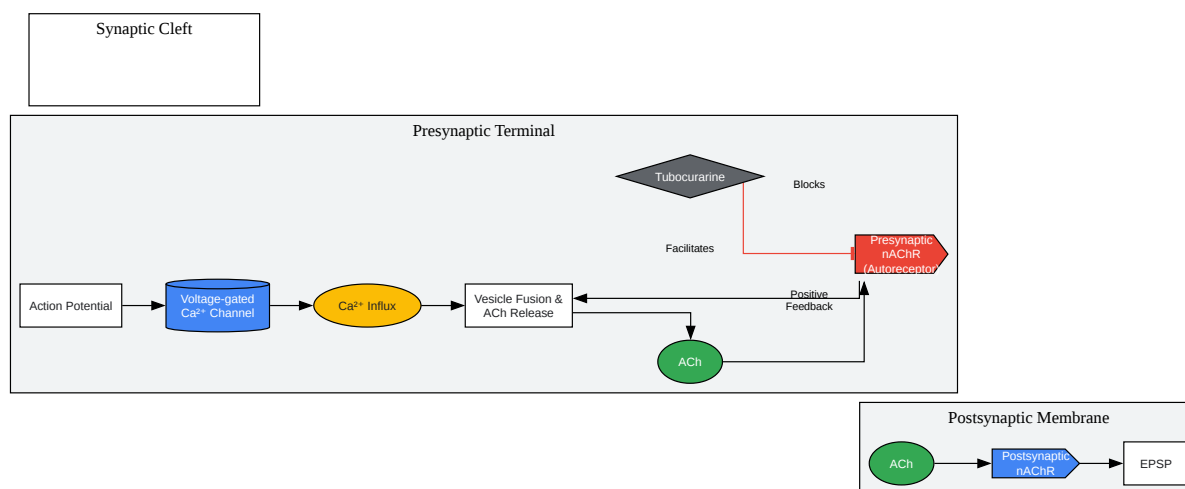 Synaptic Cleft
Presynaptic Terminal
Tubocurarine
Blocks
Facilitates
Presynaptic
nAChR
(Autoreceptor)
Action Potential
Voltage-gated
Ca²⁺ Channel
Ca²⁺ Influx
Vesicle Fusion &
ACh Release
Positive
Feedback
ACh
Postsynaptic Membrane
ACh
Postsynaptic
nAChR
EPSP